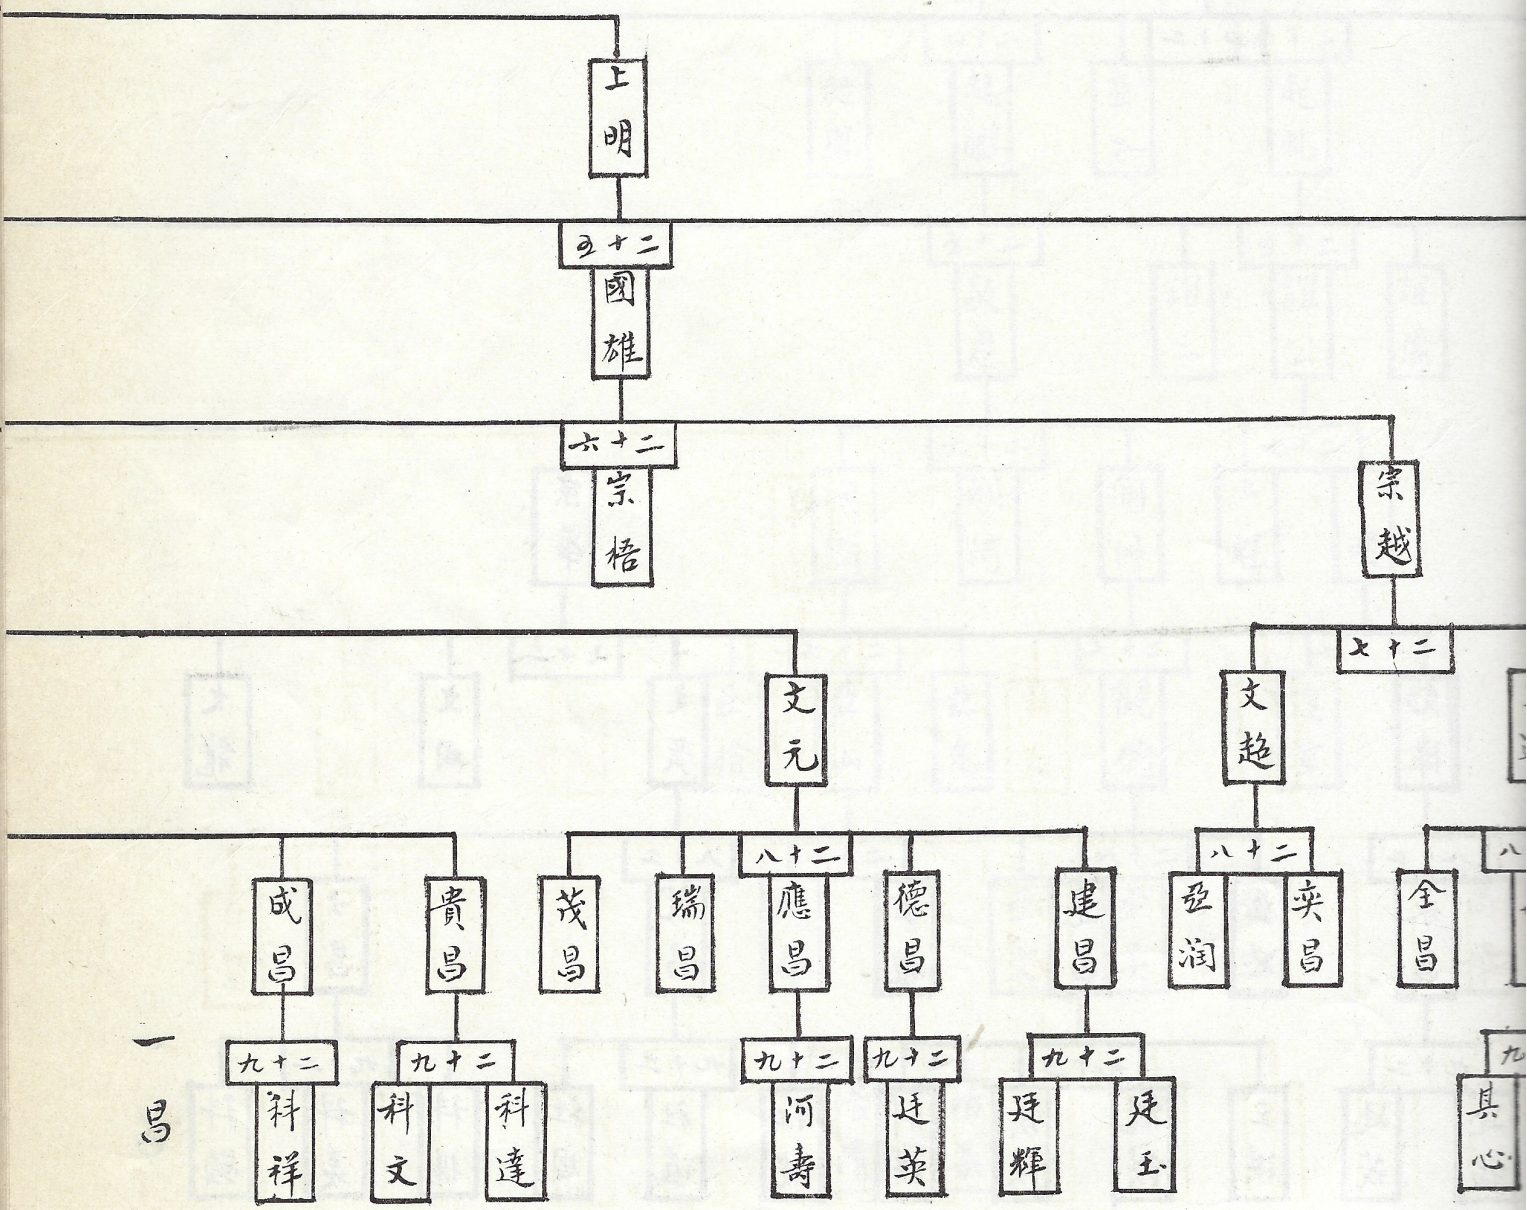 上明
二十五
國雄
二十六
宗梧
宗越
二十七
文超
文元
二十八
二十八
全昌
奕昌
亞润
建昌
德昌
應昌
瑞昌
茂昌
貴昌
成昌
二十九
二十九
二十九
二十九
二十九
其心
廷玉
廷輝
廷英
河壽
科達
科文
科祥
一昌